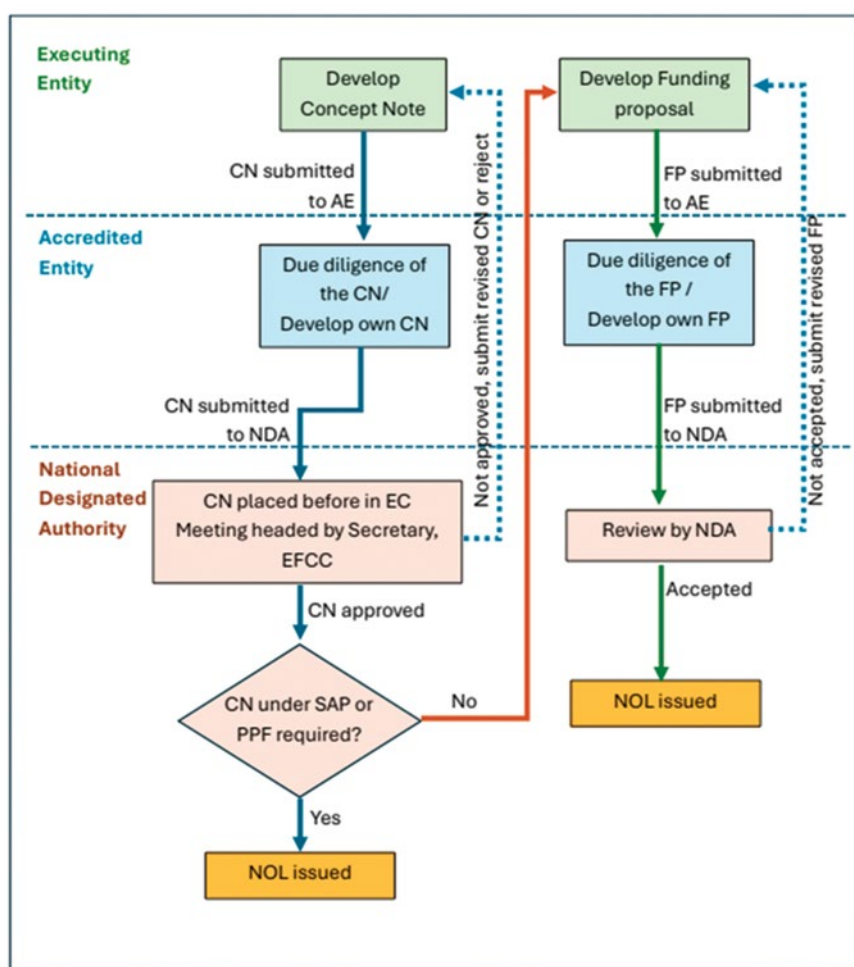 Executing
Entity
Develop
Concept Note
Develop Funding
proposal
CN submitted
to AE
FP submitted
to AE
Not approved, submit revised CN or reject
Not accepted, submit revised FP
Accredited
Entity
Due diligence of
the CN/
Develop own CN
Due diligence of
the FP /
Develop own FP
CN submitted
to NDA
FP submitted
to NDA
National
Designated
Authority
CN placed before in EC
Meeting headed by Secretary,
EFCC
Review by NDA
CN approved
Accepted
CN under SAP or
PPF required?
No
NOL issued
Yes
NOL issued